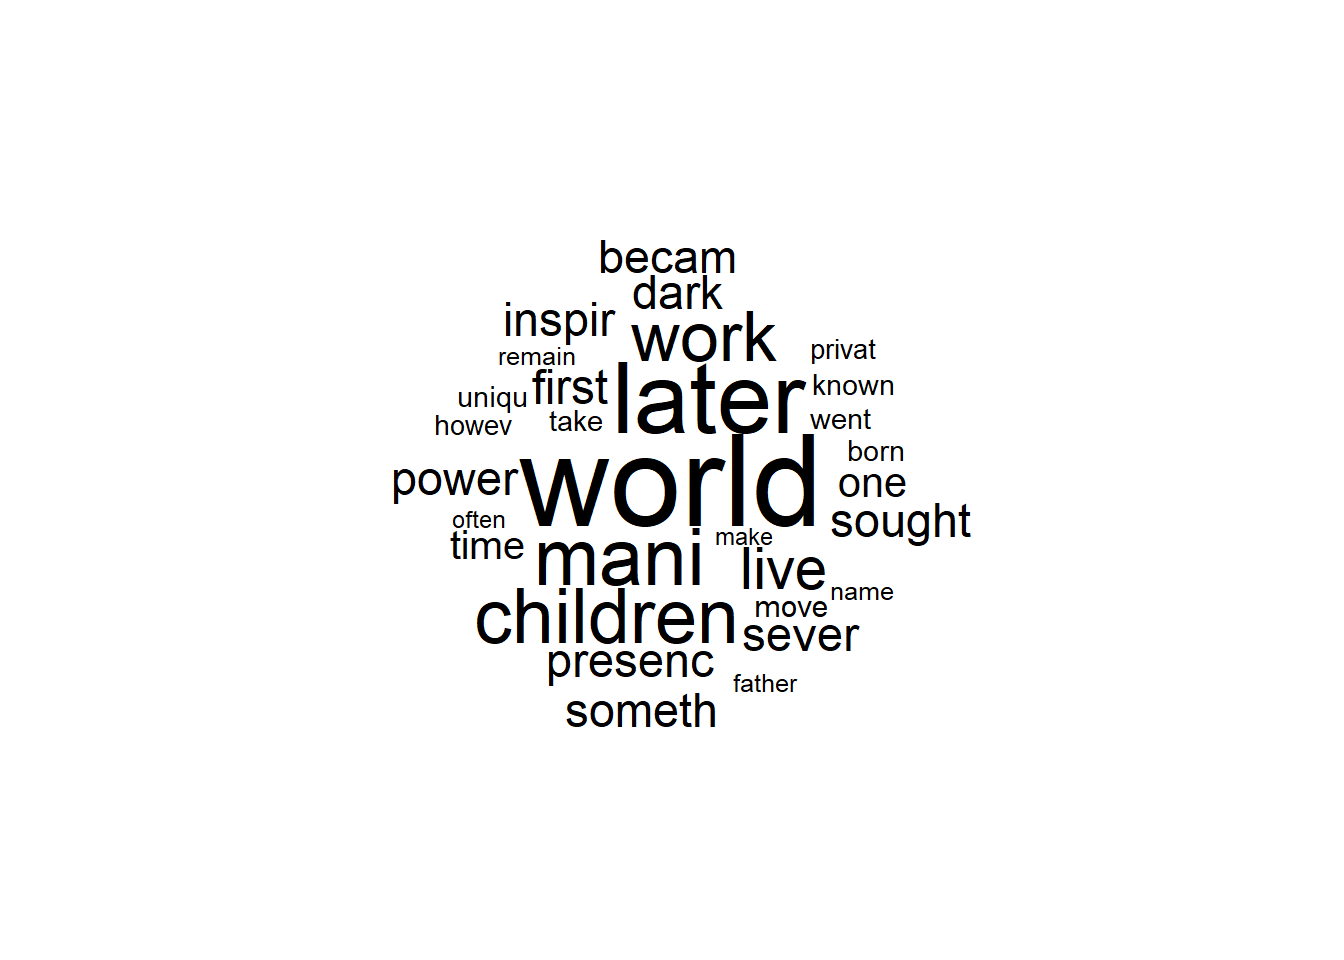 becam
dark
inspir
work
remain
privat
first
later
known
uniqu
take
went
howev
born
power
world
one
often
sought
time
mani
make
live
name
children
move
sever
presenc
father
someth